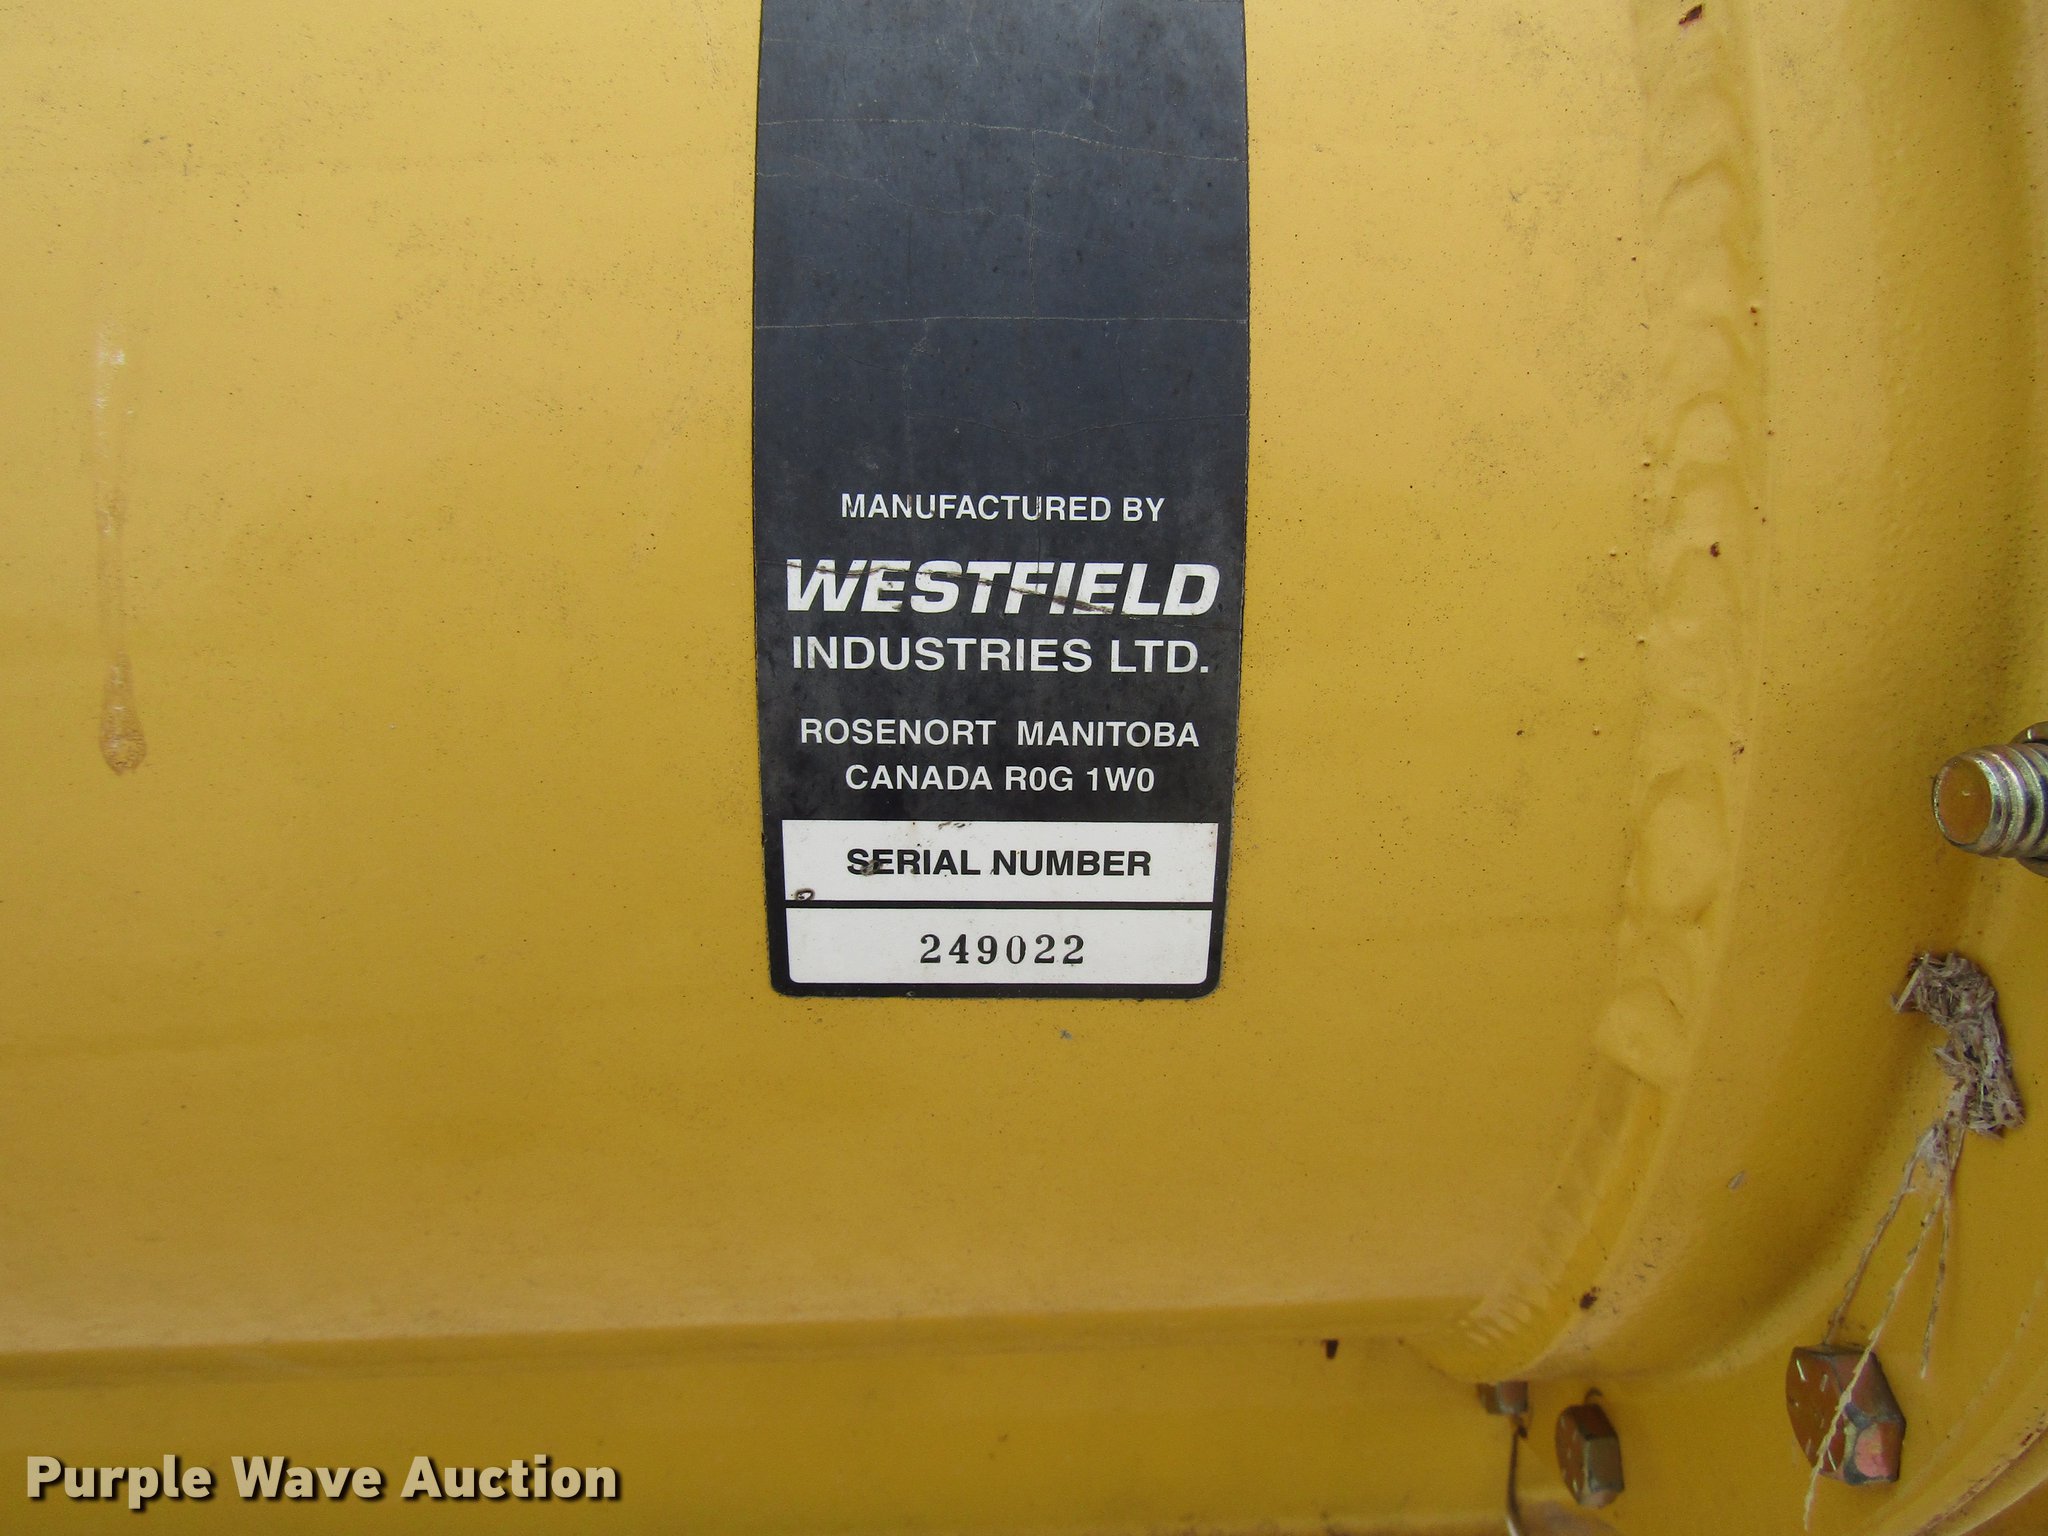 MANUFACTURED BY
WESTFIELD
INDUSTRIES LTD.
ROSENORT MANITOBA
CANADA R0G 1W0
SERIAL NUMBER
249022
Purple Wave Auction